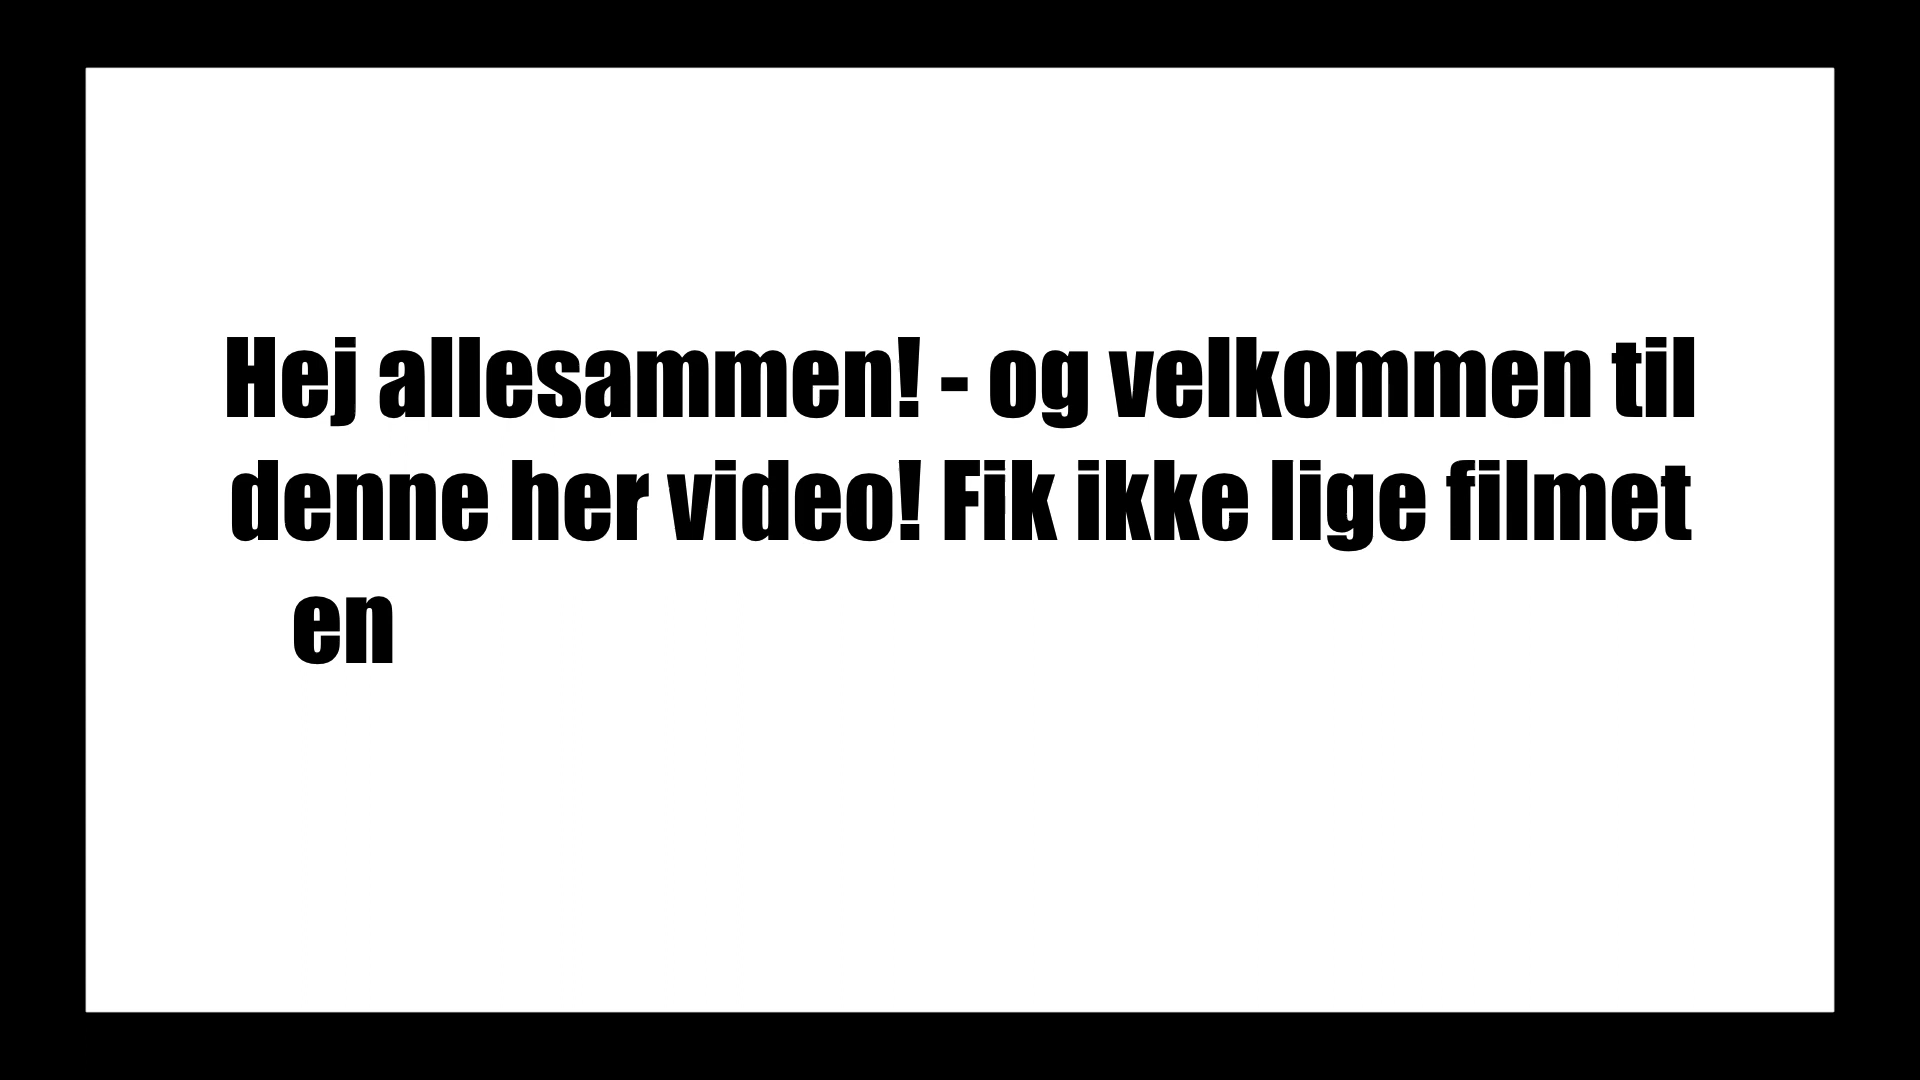 Hej allesammen! - og velkommen til
denne her video! Fik ikke lige filmet
en